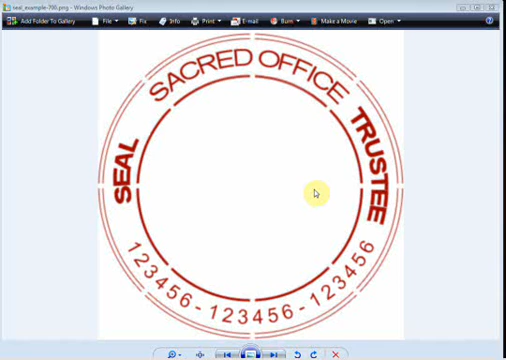 seal_example-700.png - Windows Photo Gallery
Add Folder To Gallery File Fix Info Print E-mail Burn Make a Movie Open
SACRED OFFICE
SEAL
TRUSTEE
123456 - 123456 - 123456